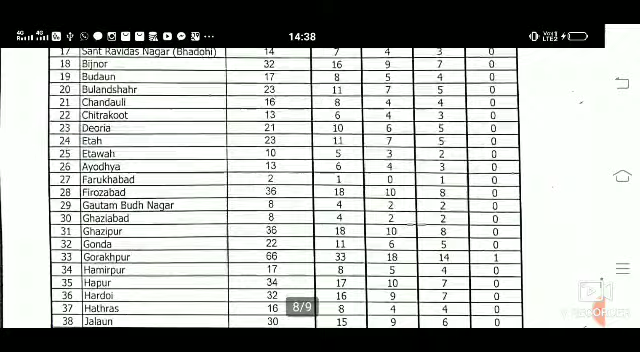 14:38
17 Sant Ravidas Nagar (Bhadohi) 14 7 4 3 0
18 Bijnor 32 16 9 7 0
19 Budaun 17 8 5 4 0
20 Bulandshahr 23 11 7 5 0
21 Chandauli 16 8 4 4 0
22 Chitrakoot 13 6 4 3 0
23 Deoria 21 10 6 5 0
24 Etah 23 11 7 5 0
25 Etawah 10 5 3 2 0
26 Ayodhya 13 6 4 3 0
27 Farukhabad 2 1 0 1 0
28 Firozabad 36 18 10 8 0
29 Gautam Budh Nagar 8 4 2 2 0
30 Ghaziabad 8 4 2 2 0
31 Ghazipur 36 18 10 8 0
32 Gonda 22 11 6 5 0
33 Gorakhpur 66 33 18 14 1
34 Hamirpur 17 8 5 4 0
35 Hapur 34 17 10 7 0
36 Hardoi 32 16 9 7 0
37 Hathras 16 8 4 4 0
8/9
38 Jalaun 30 15 9 6 0
RECORDER